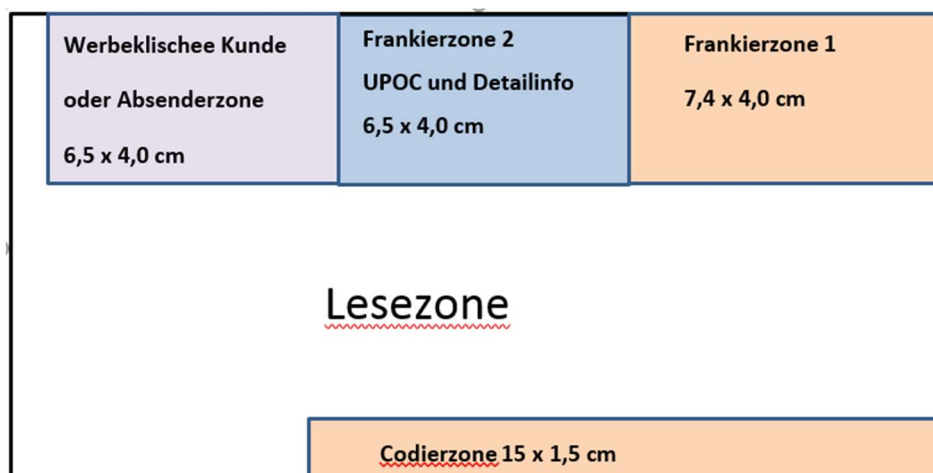 Werbeklischee Kunde
oder Absenderzone
6,5 x 4,0 cm
Frankierzone 2
UPOC und Detailinfo
6,5 x 4,0 cm
Frankierzone 1
7,4 x 4,0 cm
Lesezone
Codierzone 15 x 1,5 cm